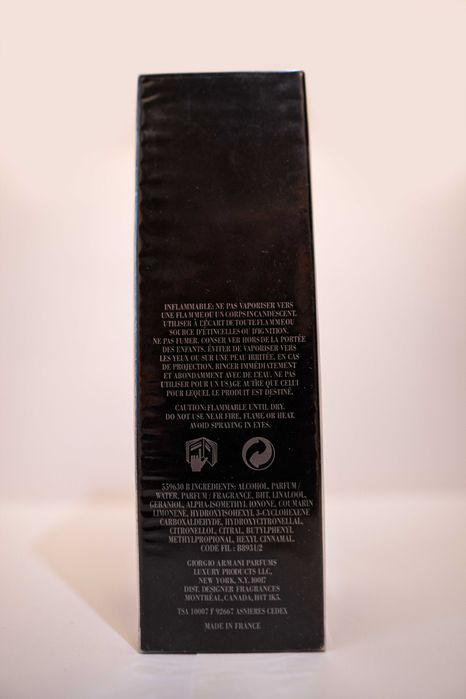 INFLAMMABLE: NE PAS VAPORISER VERS
UNE FLAMME OU UN CORPS INCANDESCENT.
UTILISER À L'ÉCART DE TOUTE FLAMME OU
SOURCE D'ÉTINCELLES OU D'IGNITION.
NE PAS FUMER. CONSERVER HORS DE LA PORTÉE
DES ENFANTS. ÉVITER DE VAPORISER VERS
LES YEUX OU SUR UNE PEAU IRRITÉE. EN CAS
DE PROJECTION, RINCER IMMÉDIATEMENT
ET ABONDAMMENT AVEC DE L'EAU. NE PAS
UTILISER POUR UN USAGE AUTRE QUE CELUI
POUR LEQUEL LE PRODUIT EST DESTINÉ.
CAUTION: FLAMMABLE UNTIL DRY.
DO NOT USE NEAR FIRE, FLAME OR HEAT.
AVOID SPRAYING IN EYES.
559630 B INGREDIENTS: ALCOHOL, PARFUM /
WATER, PARFUM / FRAGRANCE, BHT, LINALOOL,
GERANIOL, ALPHA-ISOMETHYL IONONE, COUMARIN
LIMONENE, HYDROXYISOHEXYL 3-CYCLOHEXENE
CARBOXALDEHYDE, HYDROXYCITRONELLAL,
CITRONELLOL, CITRAL, BUTYLPHENYL
METHYLPROPIONAL, HEXYL CINNAMAL
CODE FIL : B8931/2
GIORGIO ARMANI PARFUMS
LUXURY PRODUCTS LLC,
NEW YORK, N.Y. 10017
DIST. DESIGNER FRAGRANCES
MONTRÉAL, CANADA, H4T 1K5.
TSA 10007 F 92667 ASNIERES CEDEX
MADE IN FRANCE